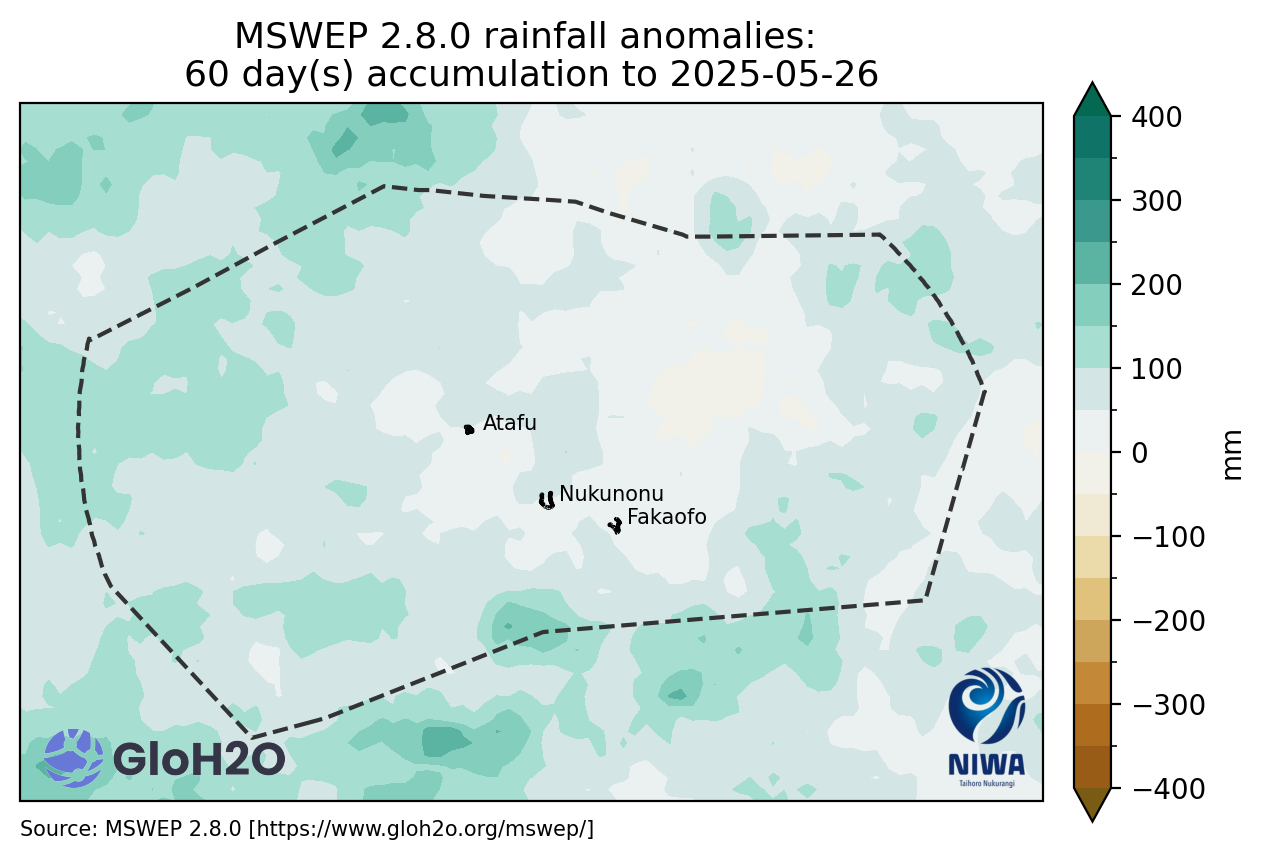 MSWEP 2.8.0 rainfall anomalies:
60 day(s) accumulation to 2025-05-26
400
300
200
100
0
−100
−200
−300
−400
mm
Atafu
Nukunonu
Fakaofo
GloH2O
NIWA
Taihoro Nukurangi
Source: MSWEP 2.8.0 [https://www.gloh2o.org/mswep/]